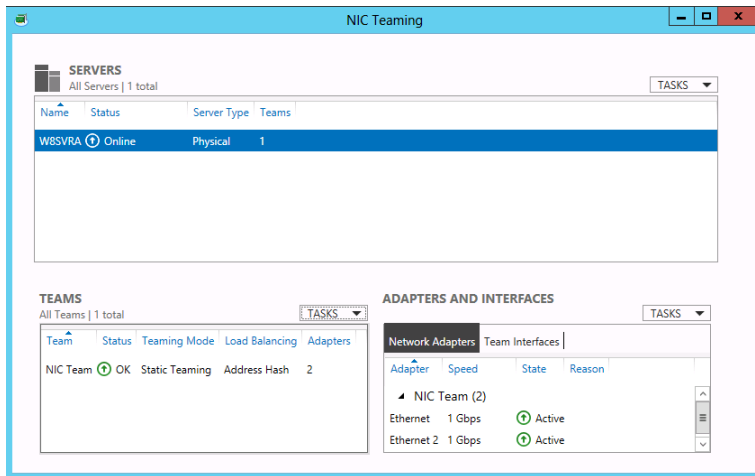 NIC Teaming
SERVERS
All Servers | 1 total
TASKS
Name Status Server Type Teams
W8SVRA Online Physical 1
TEAMS
All Teams | 1 total
TASKS
Team Status Teaming Mode Load Balancing Adapters
NIC Team OK Static Teaming Address Hash 2
ADAPTERS AND INTERFACES
TASKS
Network Adapters Team Interfaces
Adapter Speed State Reason
NIC Team (2)
Ethernet 1 Gbps Active
Ethernet 2 1 Gbps Active